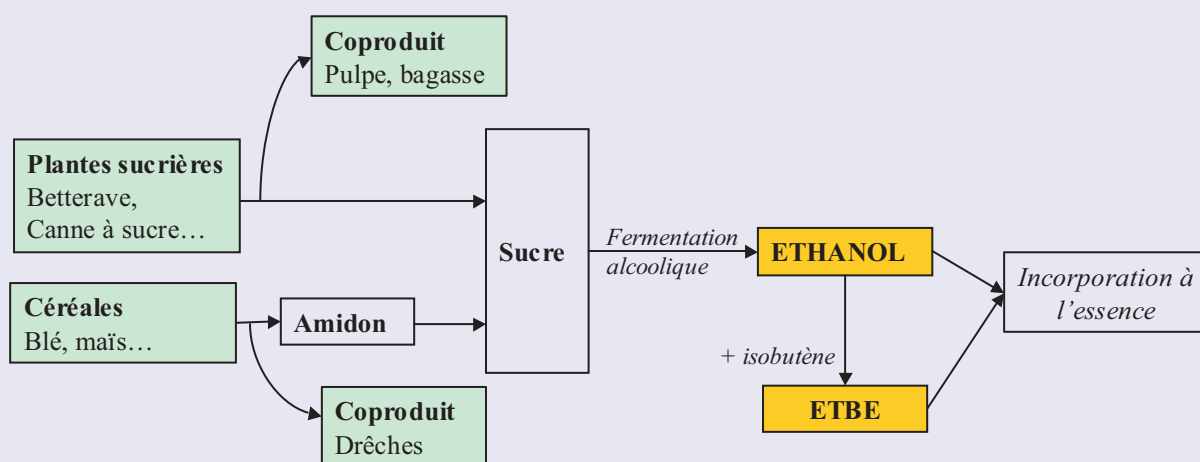 Coproduit
Pulpe, bagasse
Plantes sucrières
Betterave,
Canne à sucre…
Sucre
Fermentation
alcoolique
ETHANOL
Incorporation à
l’essence
Céréales
Blé, maïs…
Amidon
+ isobutène
ETBE
Coproduit
Drêches